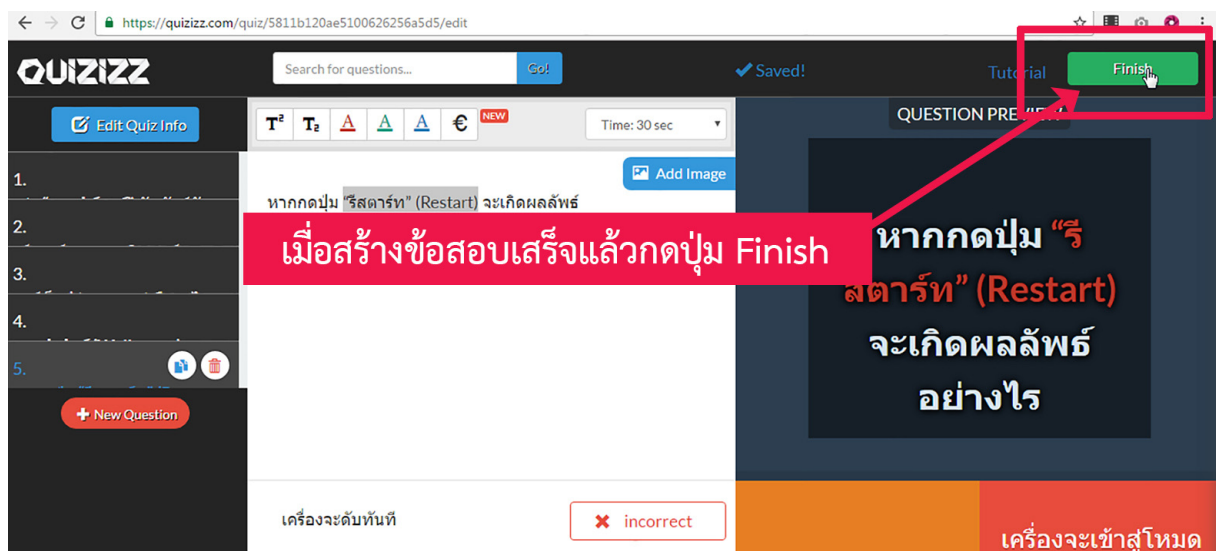 https://quizizz.com/quiz/5811b120ae5100626256a5d5/edit
QUIZIZZ
Search for questions...
Go!
Saved!
Tutorial
Finish
Edit Quiz Info
T² T₂ A A A € NEW
Time: 30 sec
QUESTION PREVIEW
Add Image
1.
2.
3.
4.
5.
New Question
หากกดปุ่ม "รีสตาร์ท" (Restart) จะเกิดผลลัพธ์
เมื่อสร้างข้อสอบเสร็จแล้วกดปุ่ม Finish
หากกดปุ่ม "รี
สตาร์ท" (Restart)
จะเกิดผลลัพธ์
อย่างไร
เครื่องจะดับทันที
incorrect
เครื่องจะเข้าสู่โหมด